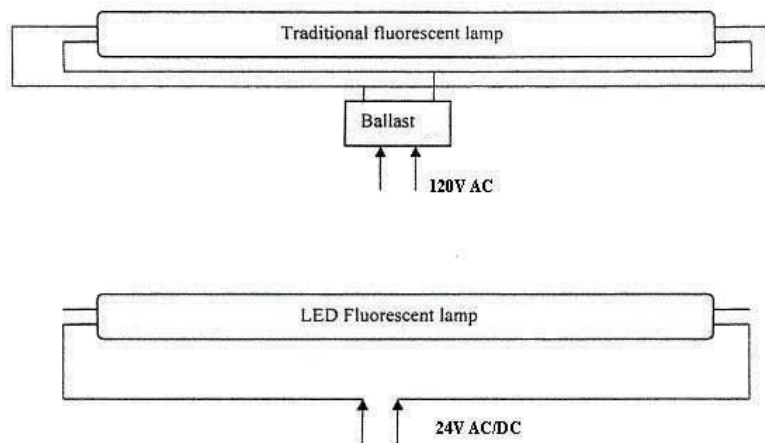 Traditional fluorescent lamp
Ballast
120V AC
LED Fluorescent lamp
24V AC/DC